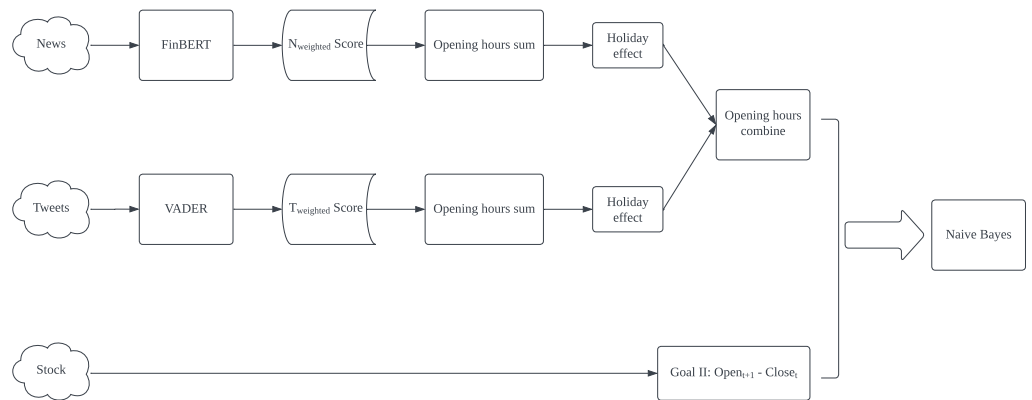 News
FinBERT
Nweighted Score
Opening hours sum
Holiday
effect
Opening hours
combine
Tweets
VADER
Tweighted Score
Opening hours sum
Holiday
effect
Naive Bayes
Stock
Goal II: Opent+1 - Closet